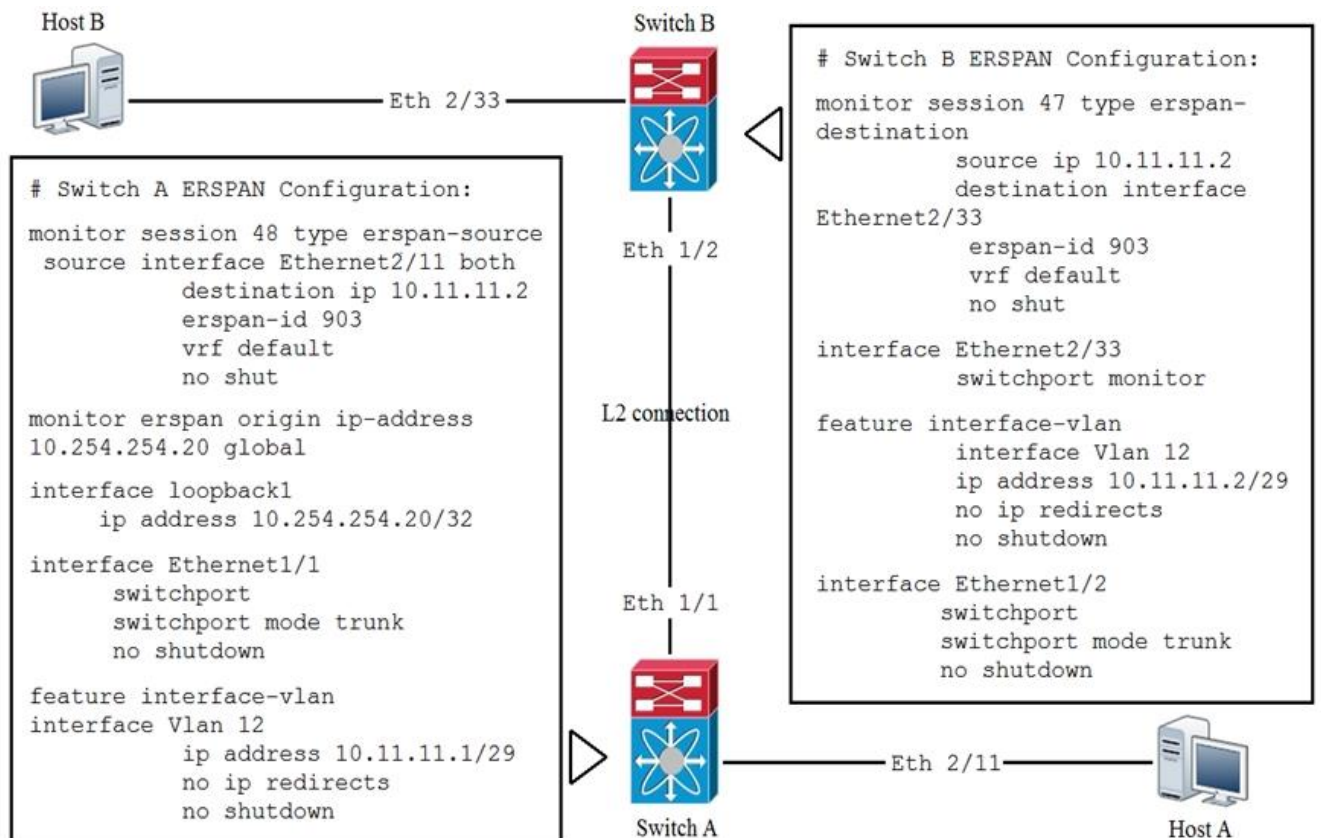 Host B
Switch B
Eth 2/33
# Switch B ERSPAN Configuration:
monitor session 47 type erspan-
destination
source ip 10.11.11.2
destination interface
Ethernet2/33
erspan-id 903
vrf default
no shut
interface Ethernet2/33
switchport monitor
feature interface-vlan
interface Vlan 12
ip address 10.11.11.2/29
no ip redirects
no shutdown
interface Ethernet1/2
switchport
switchport mode trunk
no shutdown
# Switch A ERSPAN Configuration:
monitor session 48 type erspan-source
source interface Ethernet2/11 both
destination ip 10.11.11.2
erspan-id 903
vrf default
no shut
monitor erspan origin ip-address
10.254.254.20 global
interface loopback1
ip address 10.254.254.20/32
interface Ethernet1/1
switchport
switchport mode trunk
no shutdown
feature interface-vlan
interface Vlan 12
ip address 10.11.11.1/29
no ip redirects
no shutdown
Eth 1/2
L2 connection
Eth 1/1
Eth 2/11
Switch A
Host A